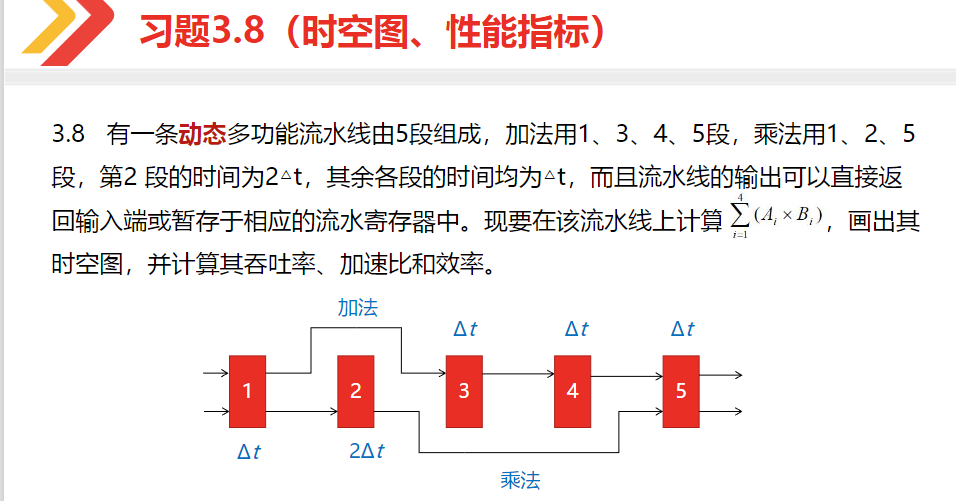 习题3.8（时空图、性能指标）
3.8 有一条动态多功能流水线由5段组成，加法用1、3、4、5段，乘法用1、2、5
段，第2 段的时间为2△t，其余各段的时间均为△t，而且流水线的输出可以直接返
回输入端或暂存于相应的流水寄存器中。现要在该流水线上计算 \sum_{i=1}^{4}(A_i × B_i)，画出其
时空图，并计算其吞吐率、加速比和效率。
加法
Δt Δt Δt
1 2 3 4 5
Δt 2Δt
乘法